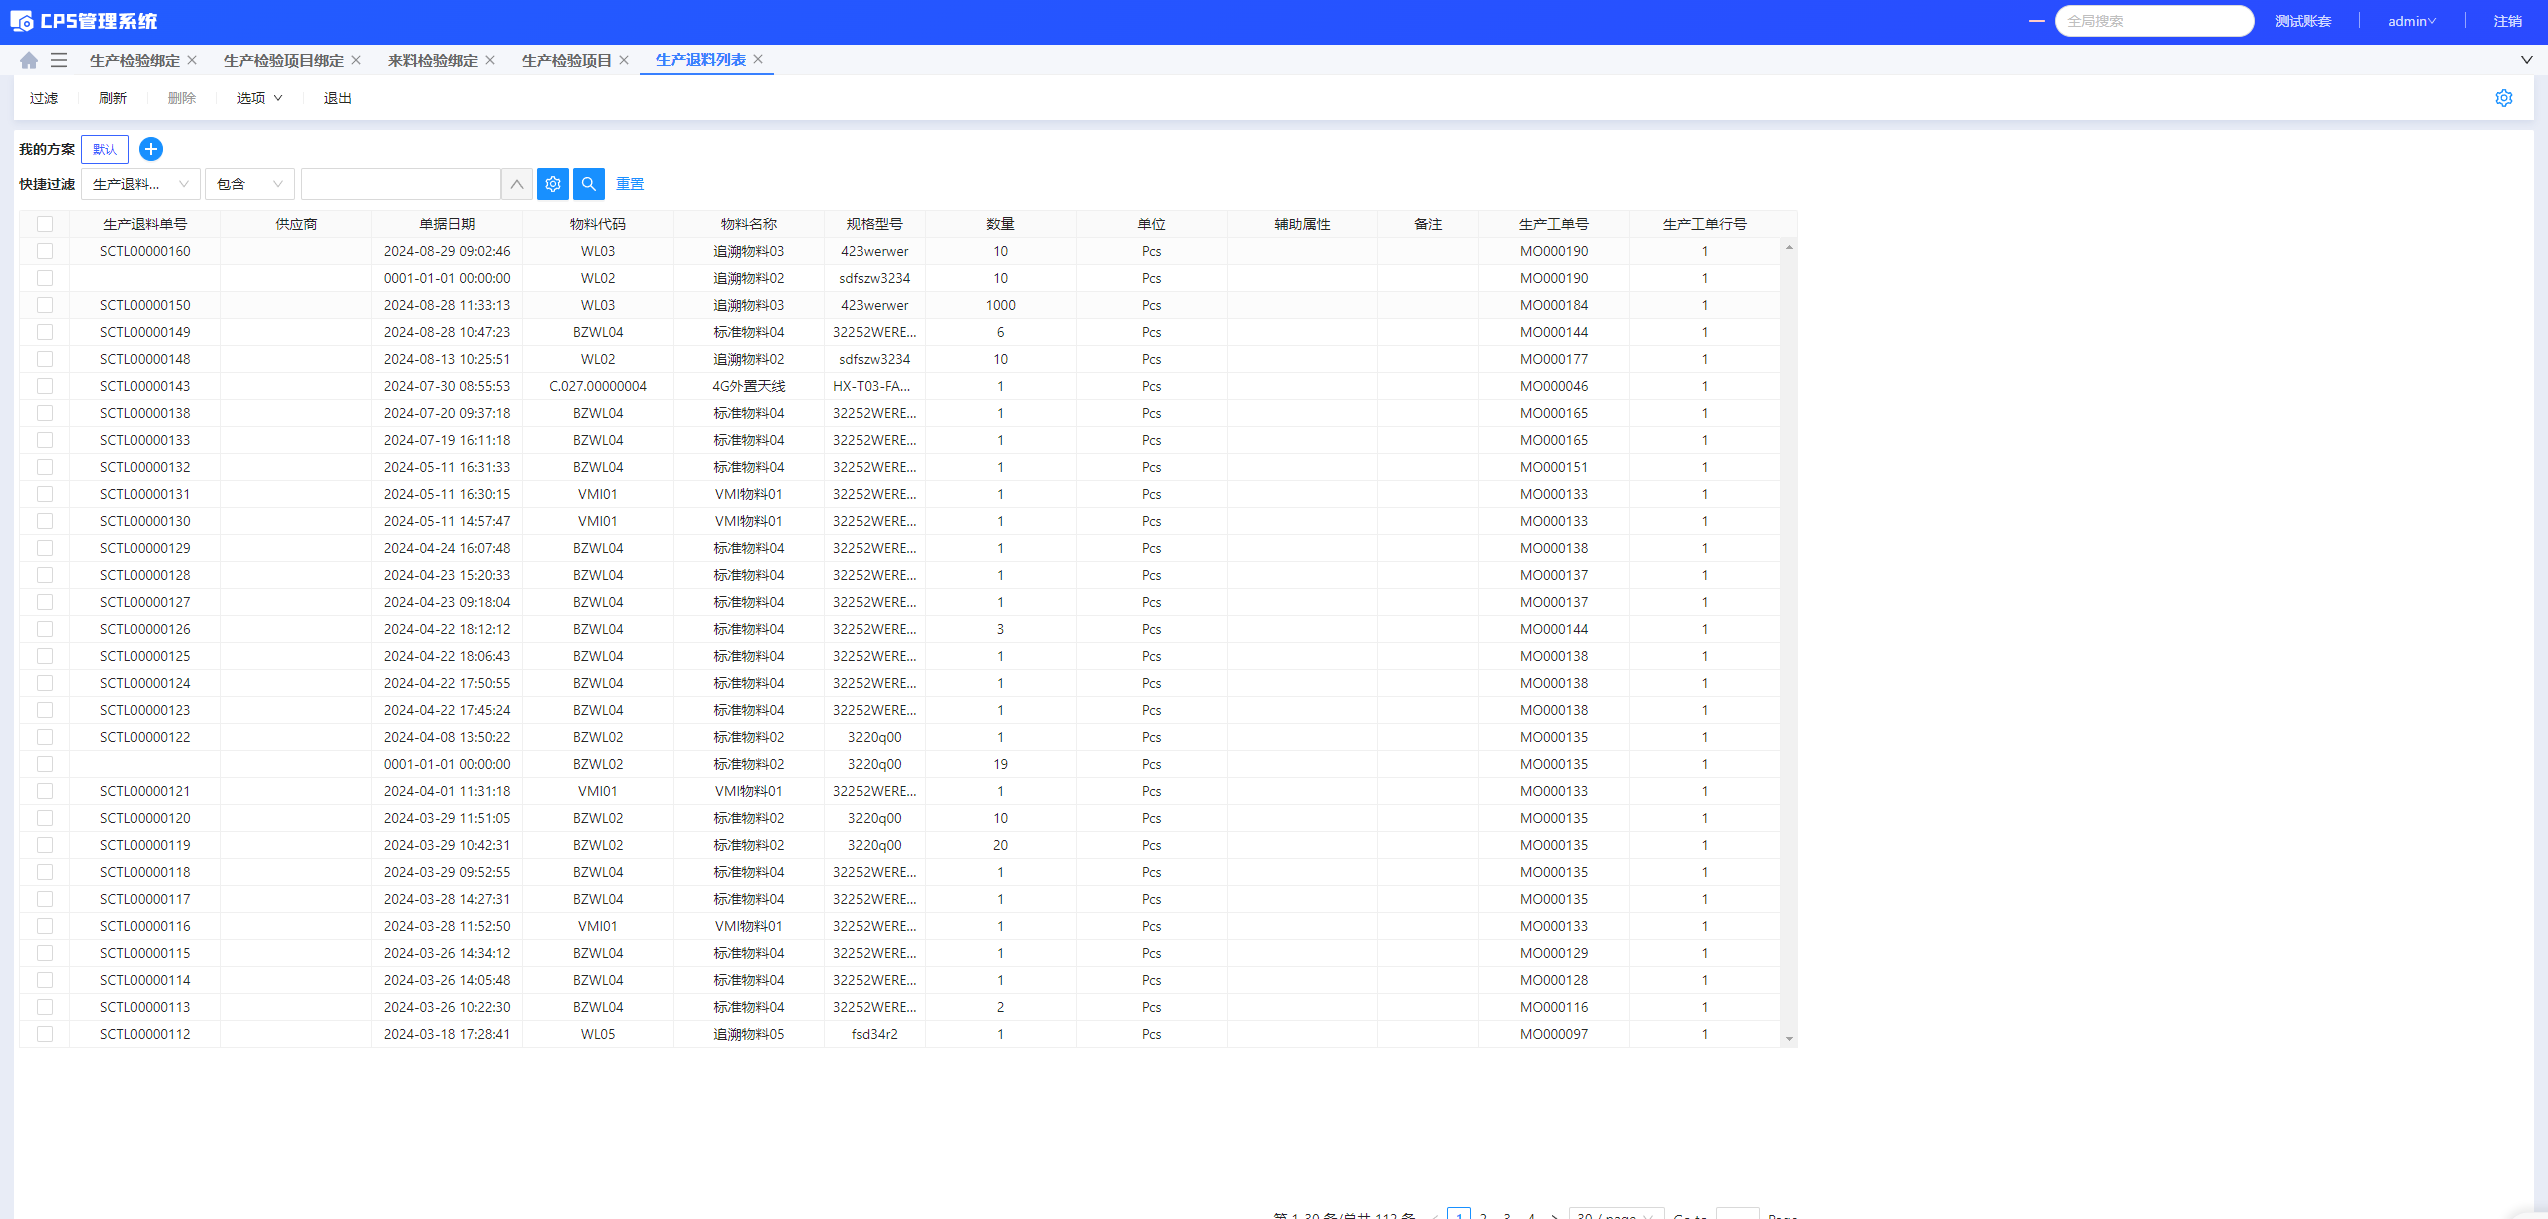 CPS管理系统 全局搜索 测试账套 admin 注销
生产检验绑定 生产检验项目绑定 来料检验绑定 生产检验项目 生产退料列表
过滤 刷新 删除 选项 退出
我的方案 默认
快捷过滤 生产退料... 包含 重置
生产退料单号 供应商 单据日期 物料代码 物料名称 规格型号 数量 单位 辅助属性 备注 生产工单号 生产工单行号
SCTL00000160 2024-08-29 09:02:46 WL03 追溯物料03 423werwer 10 Pcs MO000190 1
0001-01-01 00:00:00 WL02 追溯物料02 sdfszw3234 10 Pcs MO000190 1
SCTL00000150 2024-08-28 11:33:13 WL03 追溯物料03 423werwer 1000 Pcs MO000184 1
SCTL00000149 2024-08-28 10:47:23 BZWL04 标准物料04 32252WERE... 6 Pcs MO000144 1
SCTL00000148 2024-08-13 10:25:51 WL02 追溯物料02 sdfszw3234 10 Pcs MO000177 1
SCTL00000143 2024-07-30 08:55:53 C.027.00000004 4G外置天线 HX-T03-FA... 1 Pcs MO000046 1
SCTL00000138 2024-07-20 09:37:18 BZWL04 标准物料04 32252WERE... 1 Pcs MO000165 1
SCTL00000133 2024-07-19 16:11:18 BZWL04 标准物料04 32252WERE... 1 Pcs MO000165 1
SCTL00000132 2024-05-11 16:31:33 BZWL04 标准物料04 32252WERE... 1 Pcs MO000151 1
SCTL00000131 2024-05-11 16:30:15 VMI01 VMI物料01 32252WERE... 1 Pcs MO000133 1
SCTL00000130 2024-05-11 14:57:47 VMI01 VMI物料01 32252WERE... 1 Pcs MO000133 1
SCTL00000129 2024-04-24 16:07:48 BZWL04 标准物料04 32252WERE... 1 Pcs MO000138 1
SCTL00000128 2024-04-23 15:20:33 BZWL04 标准物料04 32252WERE... 1 Pcs MO000137 1
SCTL00000127 2024-04-23 09:18:04 BZWL04 标准物料04 32252WERE... 1 Pcs MO000137 1
SCTL00000126 2024-04-22 18:12:12 BZWL04 标准物料04 32252WERE... 3 Pcs MO000144 1
SCTL00000125 2024-04-22 18:06:43 BZWL04 标准物料04 32252WERE... 1 Pcs MO000138 1
SCTL00000124 2024-04-22 17:50:55 BZWL04 标准物料04 32252WERE... 1 Pcs MO000138 1
SCTL00000123 2024-04-22 17:45:24 BZWL04 标准物料04 32252WERE... 1 Pcs MO000138 1
SCTL00000122 2024-04-08 13:50:22 BZWL02 标准物料02 3220q00 1 Pcs MO000135 1
0001-01-01 00:00:00 BZWL02 标准物料02 3220q00 19 Pcs MO000135 1
SCTL00000121 2024-04-01 11:31:18 VMI01 VMI物料01 32252WERE... 1 Pcs MO000133 1
SCTL00000120 2024-03-29 11:51:05 BZWL02 标准物料02 3220q00 10 Pcs MO000135 1
SCTL00000119 2024-03-29 10:42:31 BZWL02 标准物料02 3220q00 20 Pcs MO000135 1
SCTL00000118 2024-03-29 09:52:55 BZWL04 标准物料04 32252WERE... 1 Pcs MO000135 1
SCTL00000117 2024-03-28 14:27:31 BZWL04 标准物料04 32252WERE... 1 Pcs MO000135 1
SCTL00000116 2024-03-28 11:52:50 VMI01 VMI物料01 32252WERE... 1 Pcs MO000133 1
SCTL00000115 2024-03-26 14:34:12 BZWL04 标准物料04 32252WERE... 1 Pcs MO000129 1
SCTL00000114 2024-03-26 14:05:48 BZWL04 标准物料04 32252WERE... 1 Pcs MO000128 1
SCTL00000113 2024-03-26 10:22:30 BZWL04 标准物料04 32252WERE... 2 Pcs MO000116 1
SCTL00000112 2024-03-18 17:28:41 WL05 追溯物料05 fsd34r2 1 Pcs MO000097 1
第 1-30 条/总共 112 条 1 2 3 4 30 / page Go to Page